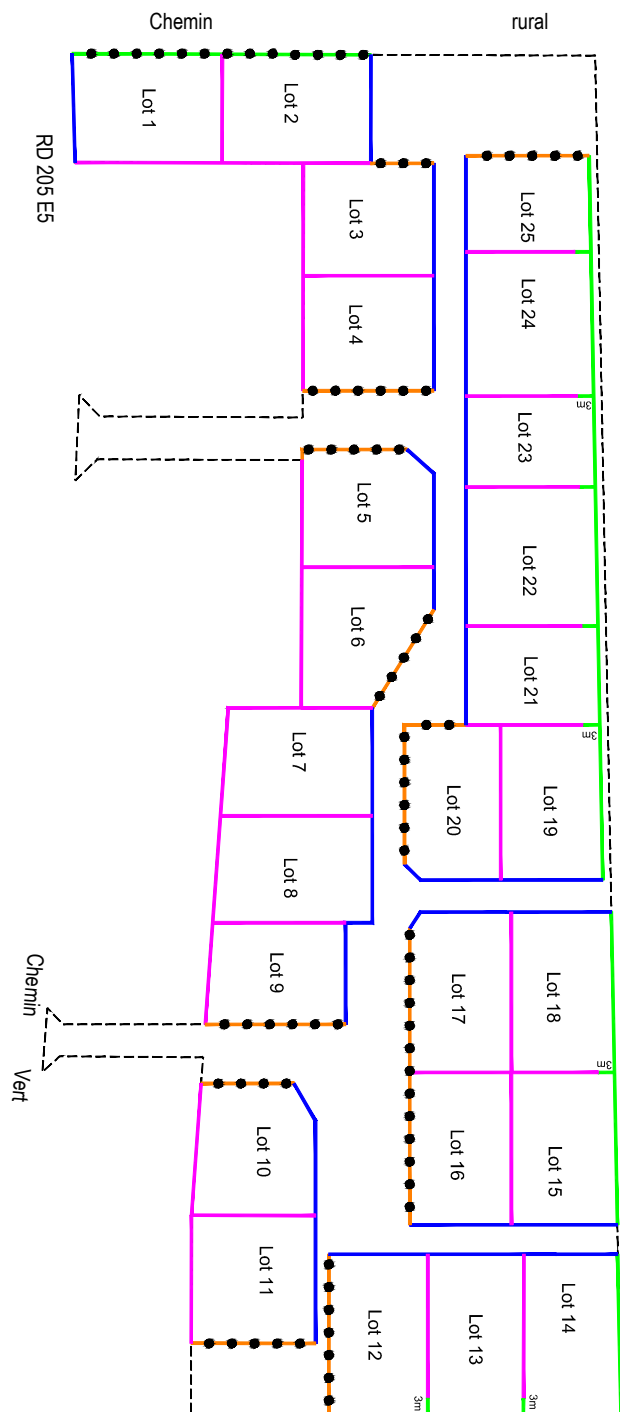 Chemin
rural
Lot 1
Lot 2
RD 205 E5
Lot 3
Lot 25
Lot 4
Lot 24
3m
Lot 23
Lot 5
Lot 22
Lot 6
Lot 21
3m
Lot 7
Lot 20
Lot 19
Lot 8
Lot 9
Chemin
Vert
Lot 17
Lot 18
3m
Lot 10
Lot 16
Lot 15
Lot 11
Lot 12
Lot 13
Lot 14
3m
3m